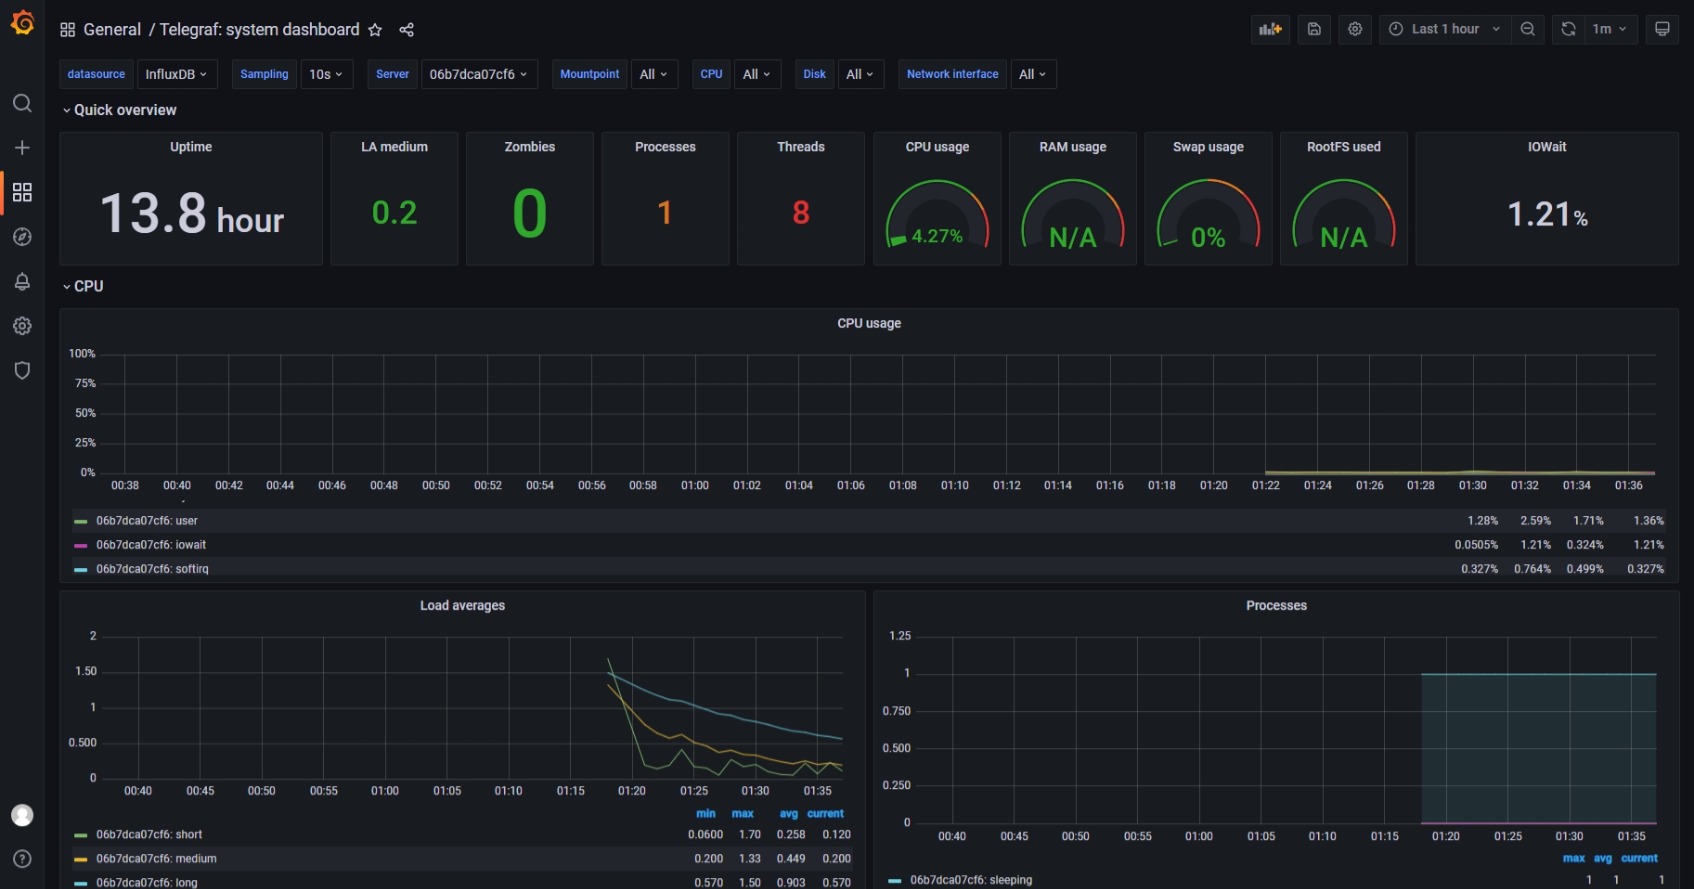 General / Telegraf: system dashboard
Last 1 hour
1m
datasource InfluxDB Sampling 10s Server 06b7dca07cf6 Mountpoint All CPU All Disk All Network interface All
Quick overview
Uptime
13.8 hour
LA medium
0.2
Zombies
0
Processes
1
Threads
8
CPU usage
4.27%
RAM usage
N/A
Swap usage
0%
RootFS used
N/A
IOWait
1.21%
CPU
CPU usage
100%
75%
50%
25%
0%
00:38 00:40 00:42 00:44 00:46 00:48 00:50 00:52 00:54 00:56 00:58 01:00 01:02 01:04 01:06 01:08 01:10 01:12 01:14 01:16 01:18 01:20 01:22 01:24 01:26 01:28 01:30 01:32 01:34 01:36
06b7dca07cf6: user 1.28% 2.59% 1.71% 1.36%
06b7dca07cf6: iowait 0.0505% 1.21% 0.324% 1.21%
06b7dca07cf6: softirq 0.327% 0.764% 0.499% 0.327%
Load averages
2
1.50
1
0.500
0
00:40 00:45 00:50 00:55 01:00 01:05 01:10 01:15 01:20 01:25 01:30 01:35
min max avg current
06b7dca07cf6: short 0.0600 1.70 0.258 0.120
06b7dca07cf6: medium 0.200 1.33 0.449 0.200
06b7dca07cf6: long 0.570 1.50 0.903 0.570
Processes
1.25
1
0.750
0.500
0.250
0
00:40 00:45 00:50 00:55 01:00 01:05 01:10 01:15 01:20 01:25 01:30 01:35
max avg current
06b7dca07cf6: sleeping 1 1 1